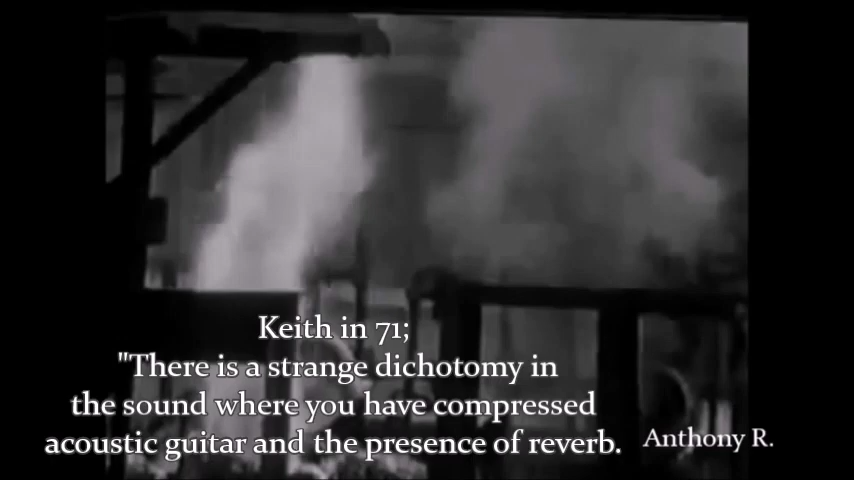 Keith in 71;
"There is a strange dichotomy in
the sound where you have compressed
acoustic guitar and the presence of reverb.
Anthony R.